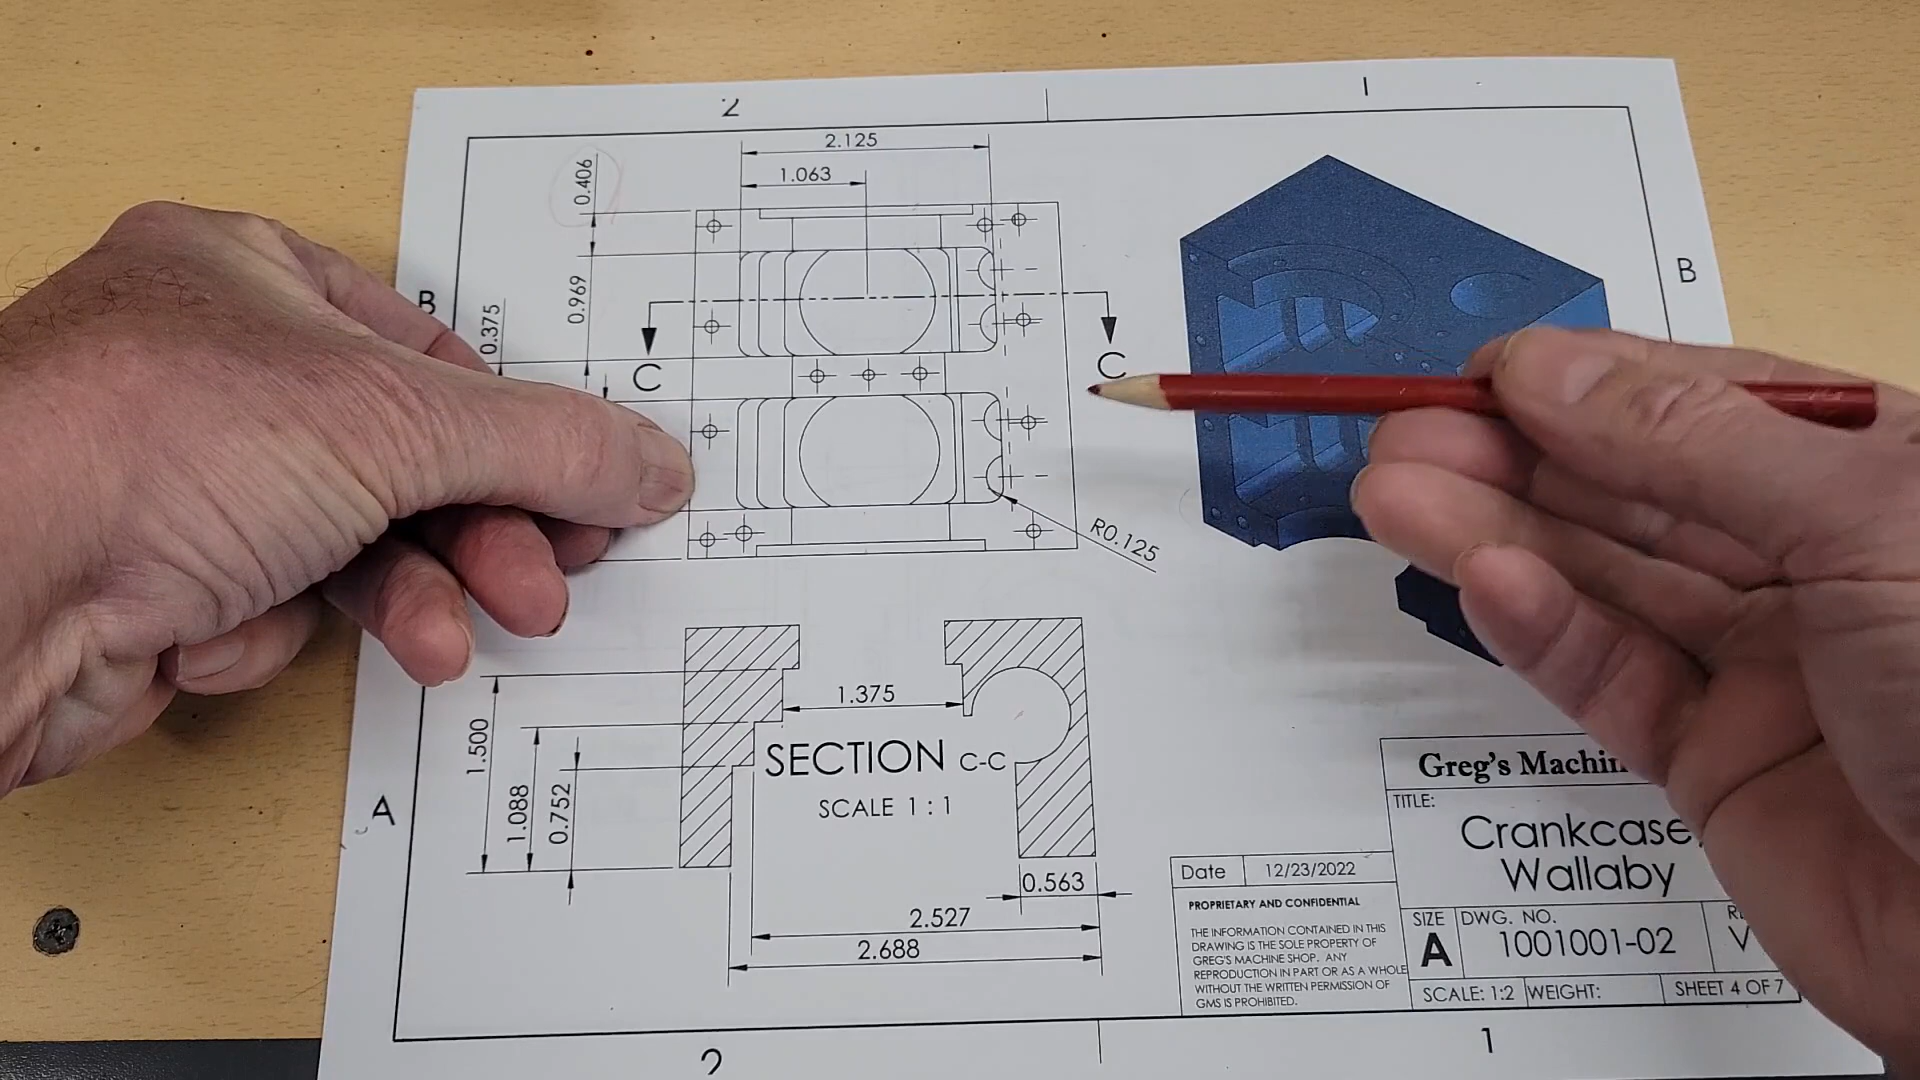 2
1
2.125
1.063
0.406
0.969
0.375
B
B
C
C
R0.125
1.375
SECTION C-C
SCALE 1 : 1
1.500
1.088
0.752
A
0.563
2.527
2.688
Greg's
TITLE:
Crankcase,
Wallaby
Date 12/23/2022
PROPRIETARY AND CONFIDENTIAL
THE INFORMATION CONTAINED IN THIS
DRAWING IS THE SOLE PROPERTY OF
GREG'S MACHINE SHOP. ANY
REPRODUCTION IN PART OR AS A WHOLE
WITHOUT THE WRITTEN PERMISSION OF
GMS IS PROHIBITED.
SIZE DWG. NO.
A 1001001-02
SCALE: 1:2 WEIGHT: SHEET 4 OF 7
2
1